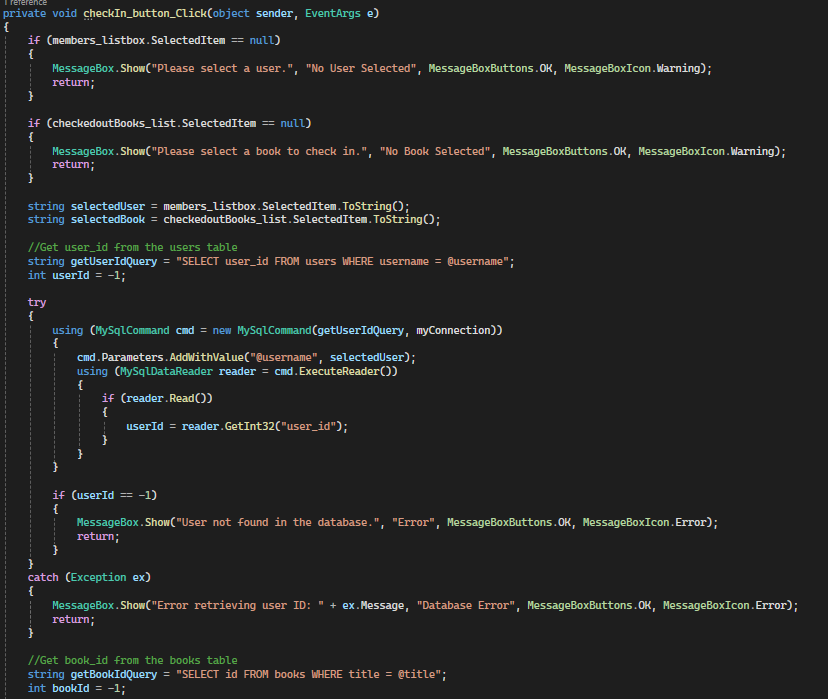 1 reference
private void checkIn_button_Click(object sender, EventArgs e)
{
if (members_listbox.SelectedItem == null)
{
MessageBox.Show("Please select a user.", "No User Selected", MessageBoxButtons.OK, MessageBoxIcon.Warning);
return;
}
if (checkedoutBooks_list.SelectedItem == null)
{
MessageBox.Show("Please select a book to check in.", "No Book Selected", MessageBoxButtons.OK, MessageBoxIcon.Warning);
return;
}
string selectedUser = members_listbox.SelectedItem.ToString();
string selectedBook = checkedoutBooks_list.SelectedItem.ToString();
//Get user_id from the users table
string getUserIdQuery = "SELECT user_id FROM users WHERE username = @username";
int userId = -1;
try
{
using (MySqlCommand cmd = new MySqlCommand(getUserIdQuery, myConnection))
{
cmd.Parameters.AddWithValue("@username", selectedUser);
using (MySqlDataReader reader = cmd.ExecuteReader())
{
if (reader.Read())
{
userId = reader.GetInt32("user_id");
}
}
}
if (userId == -1)
{
MessageBox.Show("User not found in the database.", "Error", MessageBoxButtons.OK, MessageBoxIcon.Error);
return;
}
}
catch (Exception ex)
{
MessageBox.Show("Error retrieving user ID: " + ex.Message, "Database Error", MessageBoxButtons.OK, MessageBoxIcon.Error);
return;
}
//Get book_id from the books table
string getBookIdQuery = "SELECT id FROM books WHERE title = @title";
int bookId = -1;